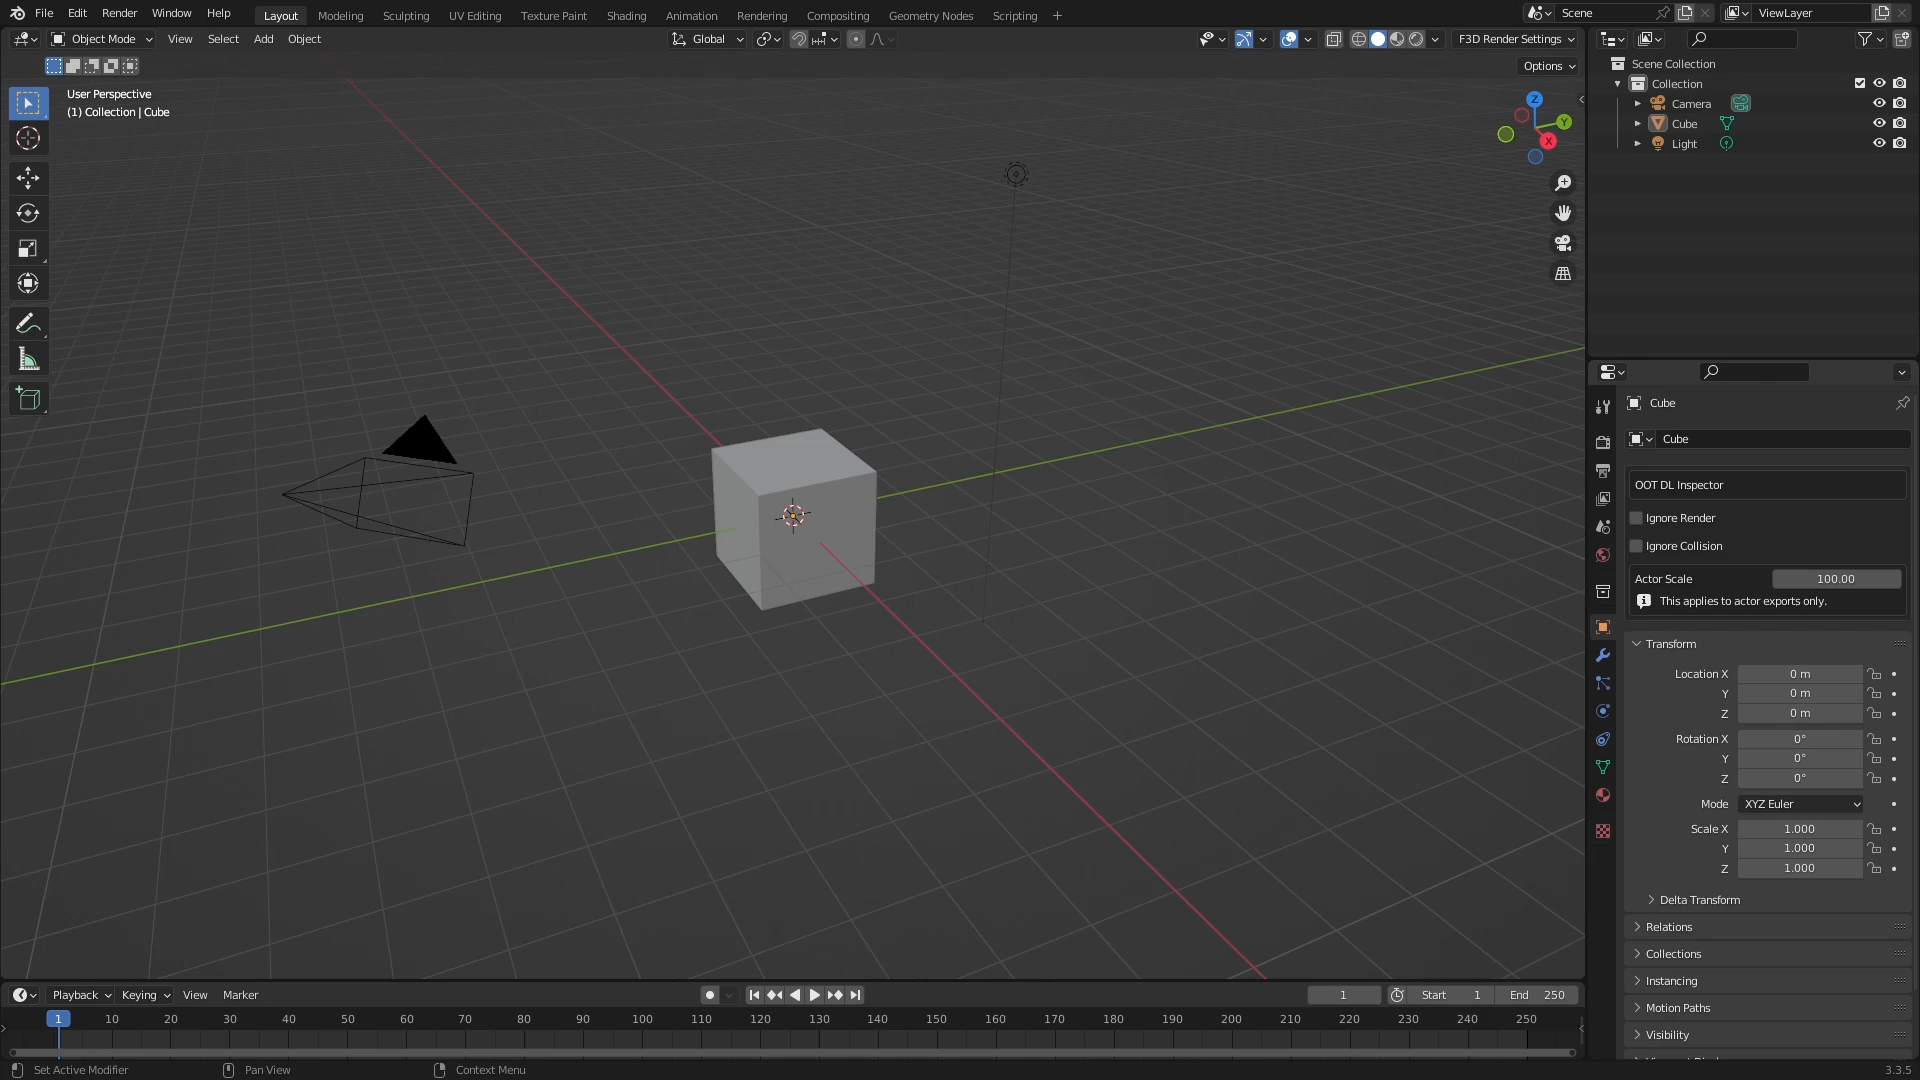 File Edit Render Window Help Layout Modeling Sculpting UV Editing Texture Paint Shading Animation Rendering Compositing Geometry Nodes Scripting + Scene ViewLayer
Object Mode View Select Add Object Global F3D Render Settings
Options
User Perspective
(1) Collection | Cube
Z
Y
X
Scene Collection
Collection
Camera
Cube
Light
Cube
Cube
OOT DL Inspector
Ignore Render
Ignore Collision
Actor Scale 100.00
This applies to actor exports only.
Transform
Location X 0 m
Y 0 m
Z 0 m
Rotation X 0°
Y 0°
Z 0°
Mode XYZ Euler
Scale X 1.000
Y 1.000
Z 1.000
Delta Transform
Relations
Collections
Instancing
Motion Paths
Visibility
Playback Keying View Marker 1 Start 1 End 250
1 10 20 30 40 50 60 70 80 90 100 110 120 130 140 150 160 170 180 190 200 210 220 230 240 250
Set Active Modifier Pan View Context Menu 3.3.5